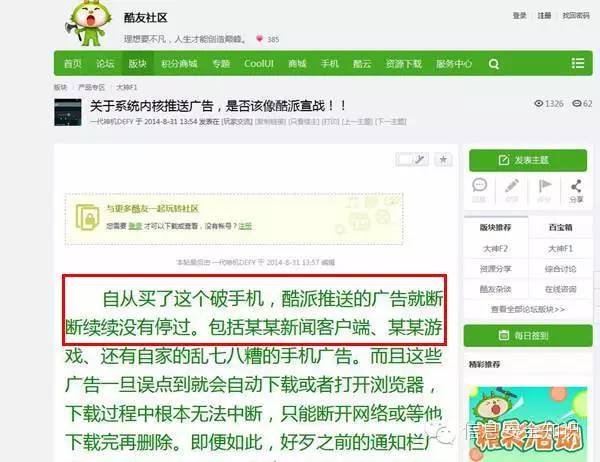 酷友社区
登录 注册 找回密码
理想要不凡，人生才能创造巅峰。 385
首页 论坛 版块 积分商城 专题 CoolUI 商城 手机 酷云 资源下载 服务中心
版块 产品专区 大神F1
关于系统内核推送广告，是否该像酷派宣战！！
1326 62
一代神机DEFY 于 2014-8-31 13:54 发表在 [玩家交流] [复制链接] [只看楼主] [打印] [上一主题] [下一主题]
发表主题
分享
与更多酷友一起玩转社区
您需要 登录 才可以下载或查看，没有帐号？注册
版块推荐 百宝箱
大神F2 大神F1
资源分享 综合讨论
酷友杂谈 在线咨询
查看全部论坛版块>>
每日签到
精彩推荐
本帖最后由 一代神机DEFY 于 2014-8-31 13:57 编辑
自从买了这个破手机，酷派推送的广告就断
断续续没有停过。包括某某新闻客户端、某某游
戏、还有自家的乱七八糟的手机广告。而且这些
广告一旦误点到就会自动下载或者打开浏览器，
下载过程中根本无法中断，只能断开网络或等他
下载完再删除。即便如此，好歹之前的通知栏广
信息安全知识